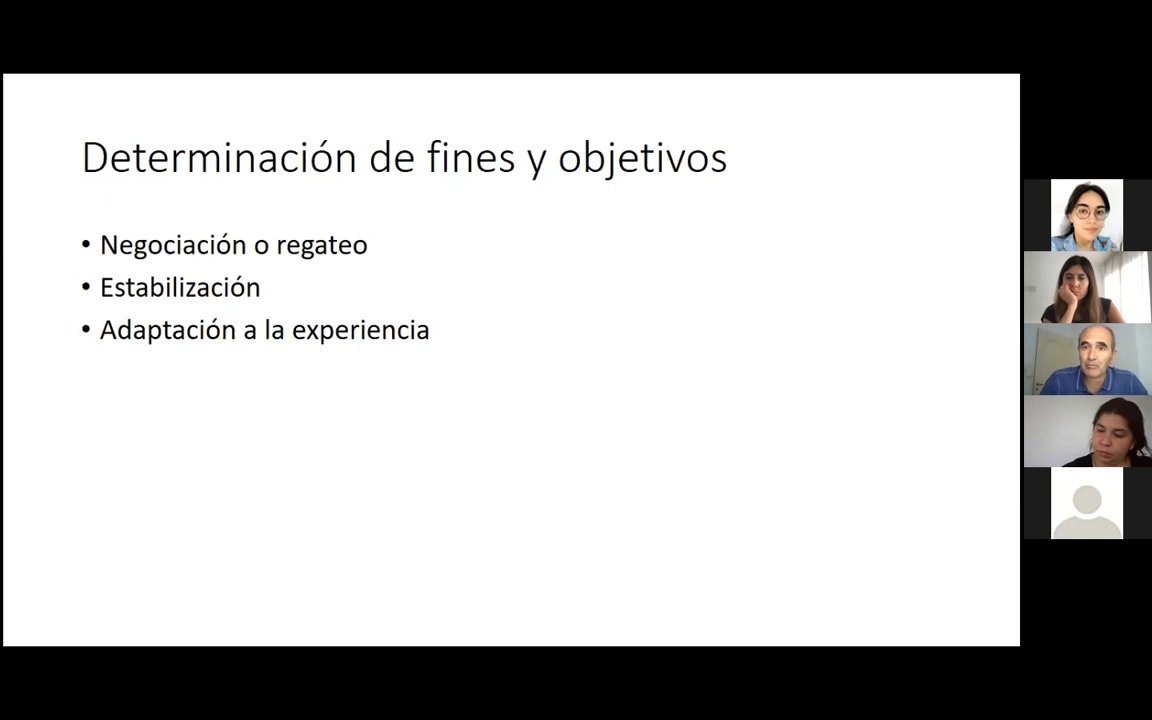 Determinación de fines y objetivos
• Negociación o regateo
• Estabilización
• Adaptación a la experiencia